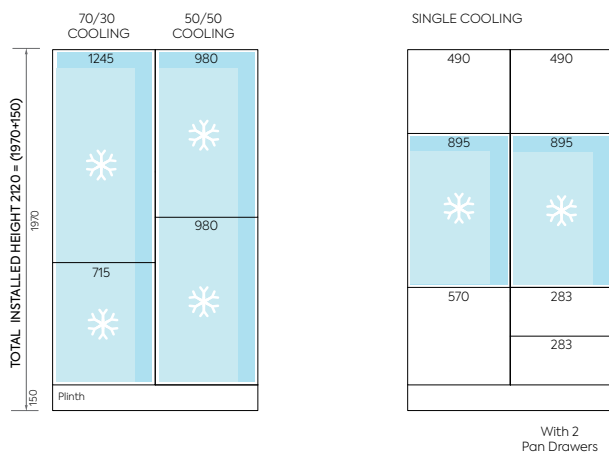 70/30
COOLING
50/50
COOLING
SINGLE COOLING
TOTAL INSTALLED HEIGHT 2120 = (1970+150)
1970
150
1245
980
715
980
Plinth
490
490
895
895
570
283
283
With 2
Pan Drawers